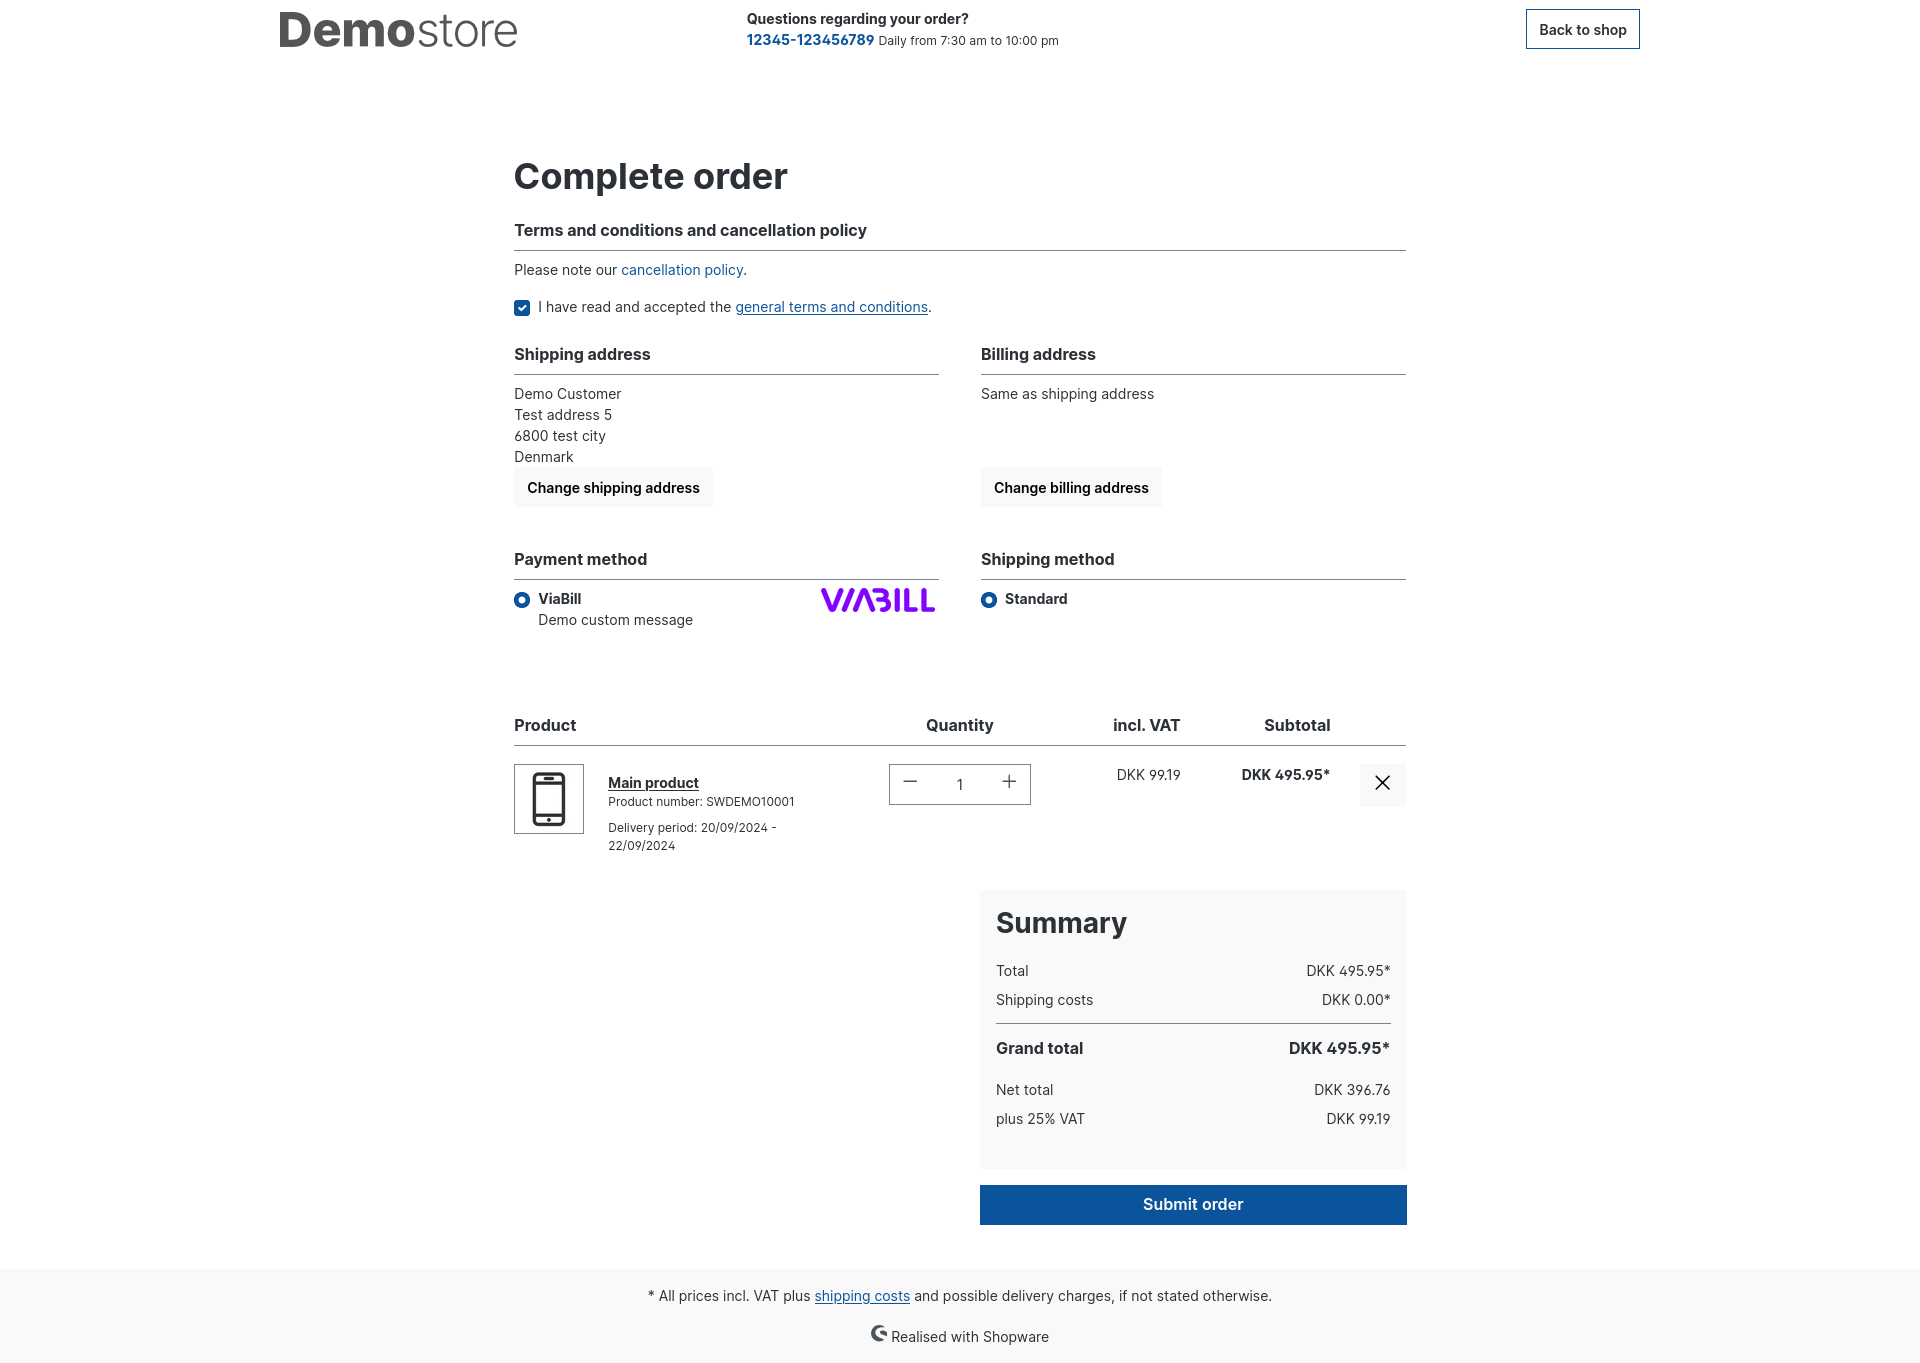 Demostore
Questions regarding your order?
12345-123456789 Daily from 7:30 am to 10:00 pm
Back to shop
Complete order
Terms and conditions and cancellation policy
Please note our cancellation policy.
I have read and accepted the general terms and conditions.
Shipping address
Demo Customer
Test address 5
6800 test city
Denmark
Change shipping address
Billing address
Same as shipping address
Change billing address
Payment method
ViaBill
Demo custom message
VIABILL
Shipping method
Standard
Product Quantity incl. VAT Subtotal
Main product
Product number: SWDEMO10001
Delivery period: 20/09/2024 -
22/09/2024
1
DKK 99.19
DKK 495.95*
Summary
Total DKK 495.95*
Shipping costs DKK 0.00*
Grand total DKK 495.95*
Net total DKK 396.76
plus 25% VAT DKK 99.19
Submit order
* All prices incl. VAT plus shipping costs and possible delivery charges, if not stated otherwise.
Realised with Shopware